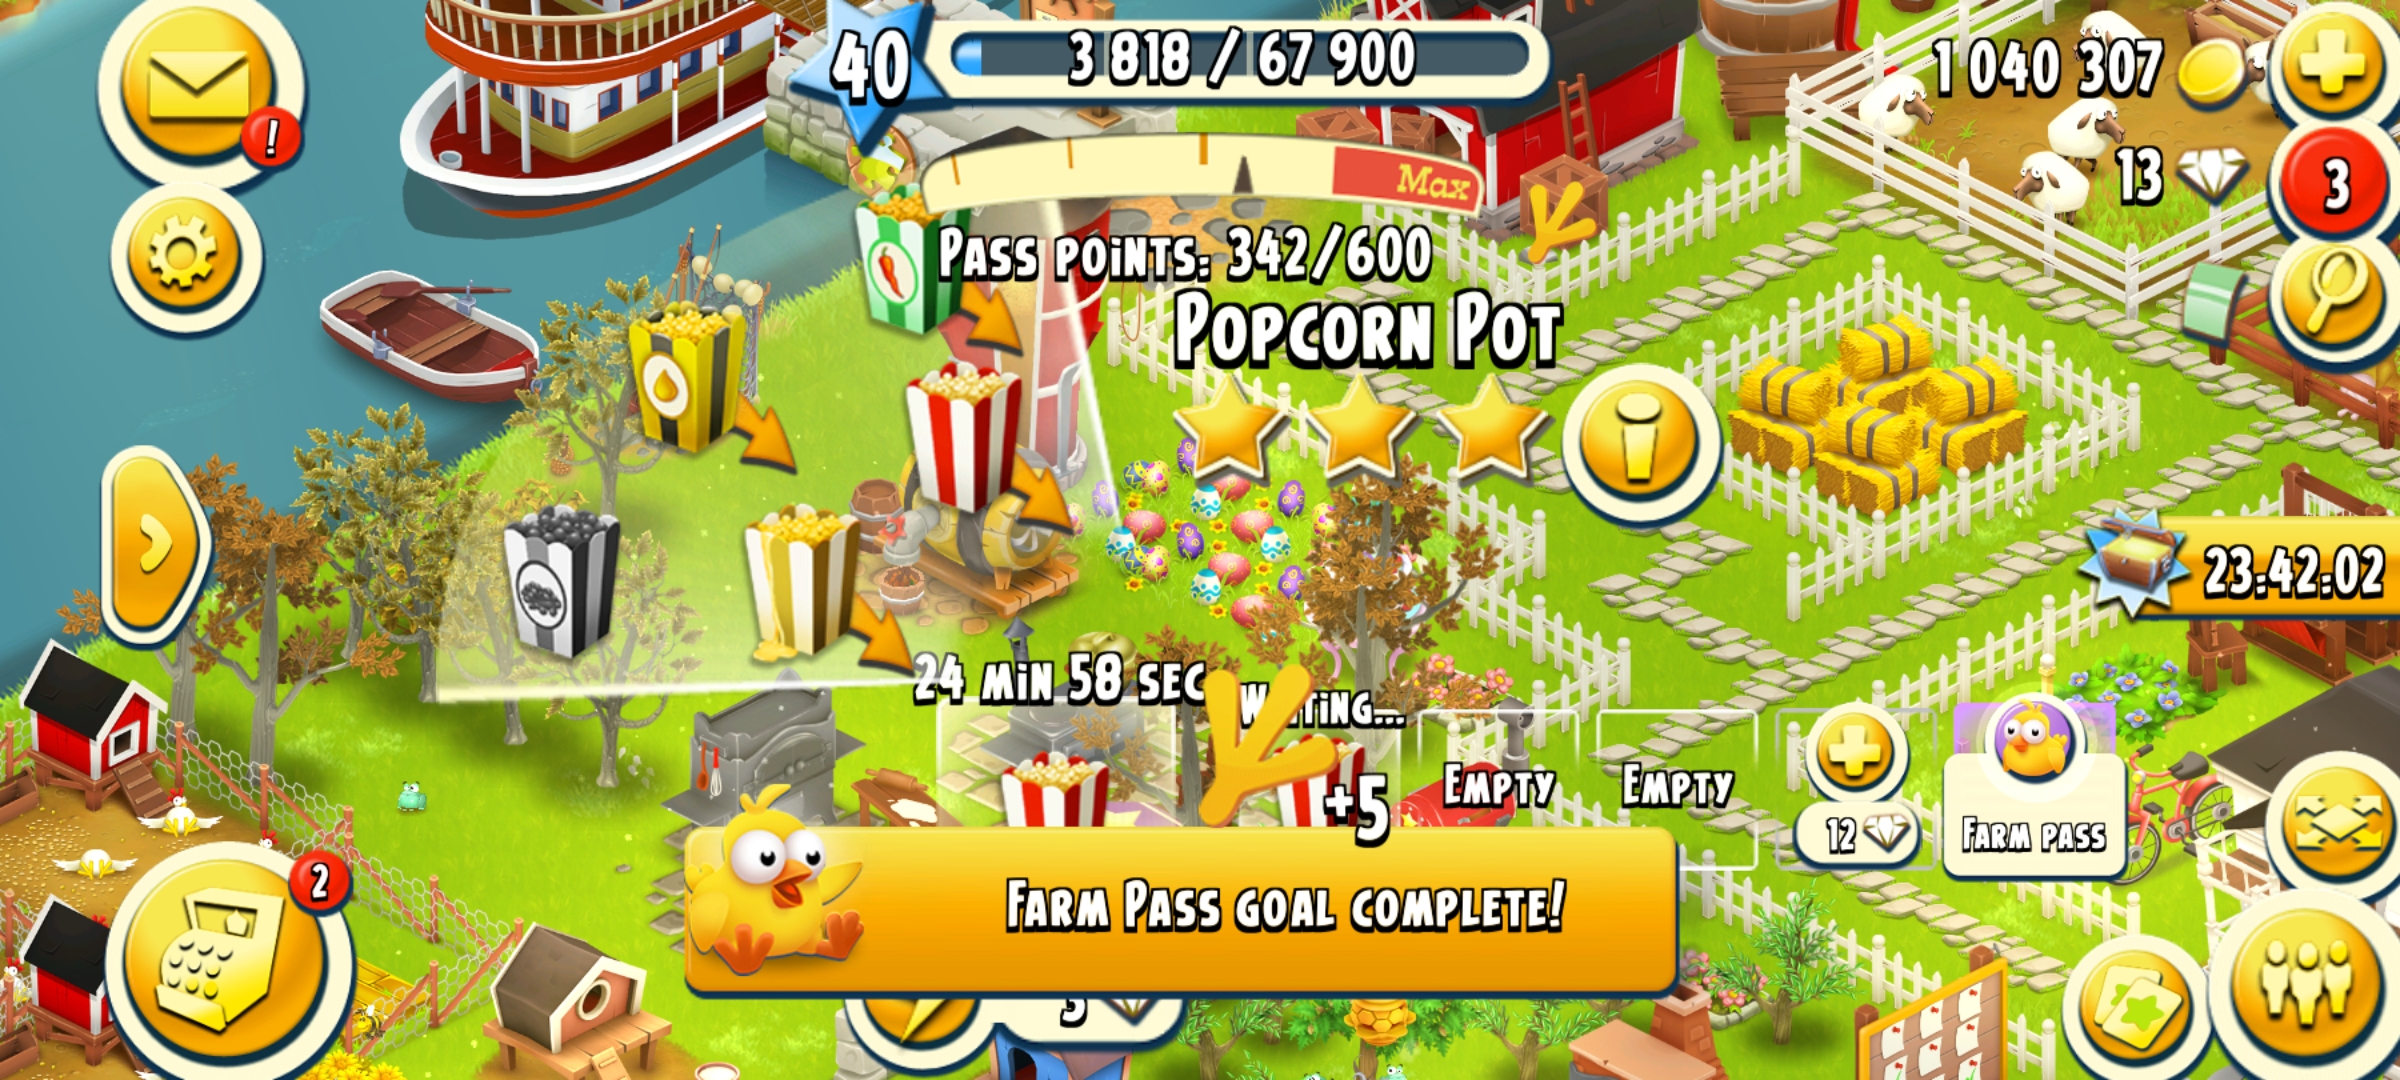 !
40
3 818 / 67 900
1 040 307
Max
13
3
Pass points: 342/600
Popcorn Pot
23:42:02
24 min 58 sec
Empty
Empty
+5
12
Farm pass
2
Farm Pass goal complete!